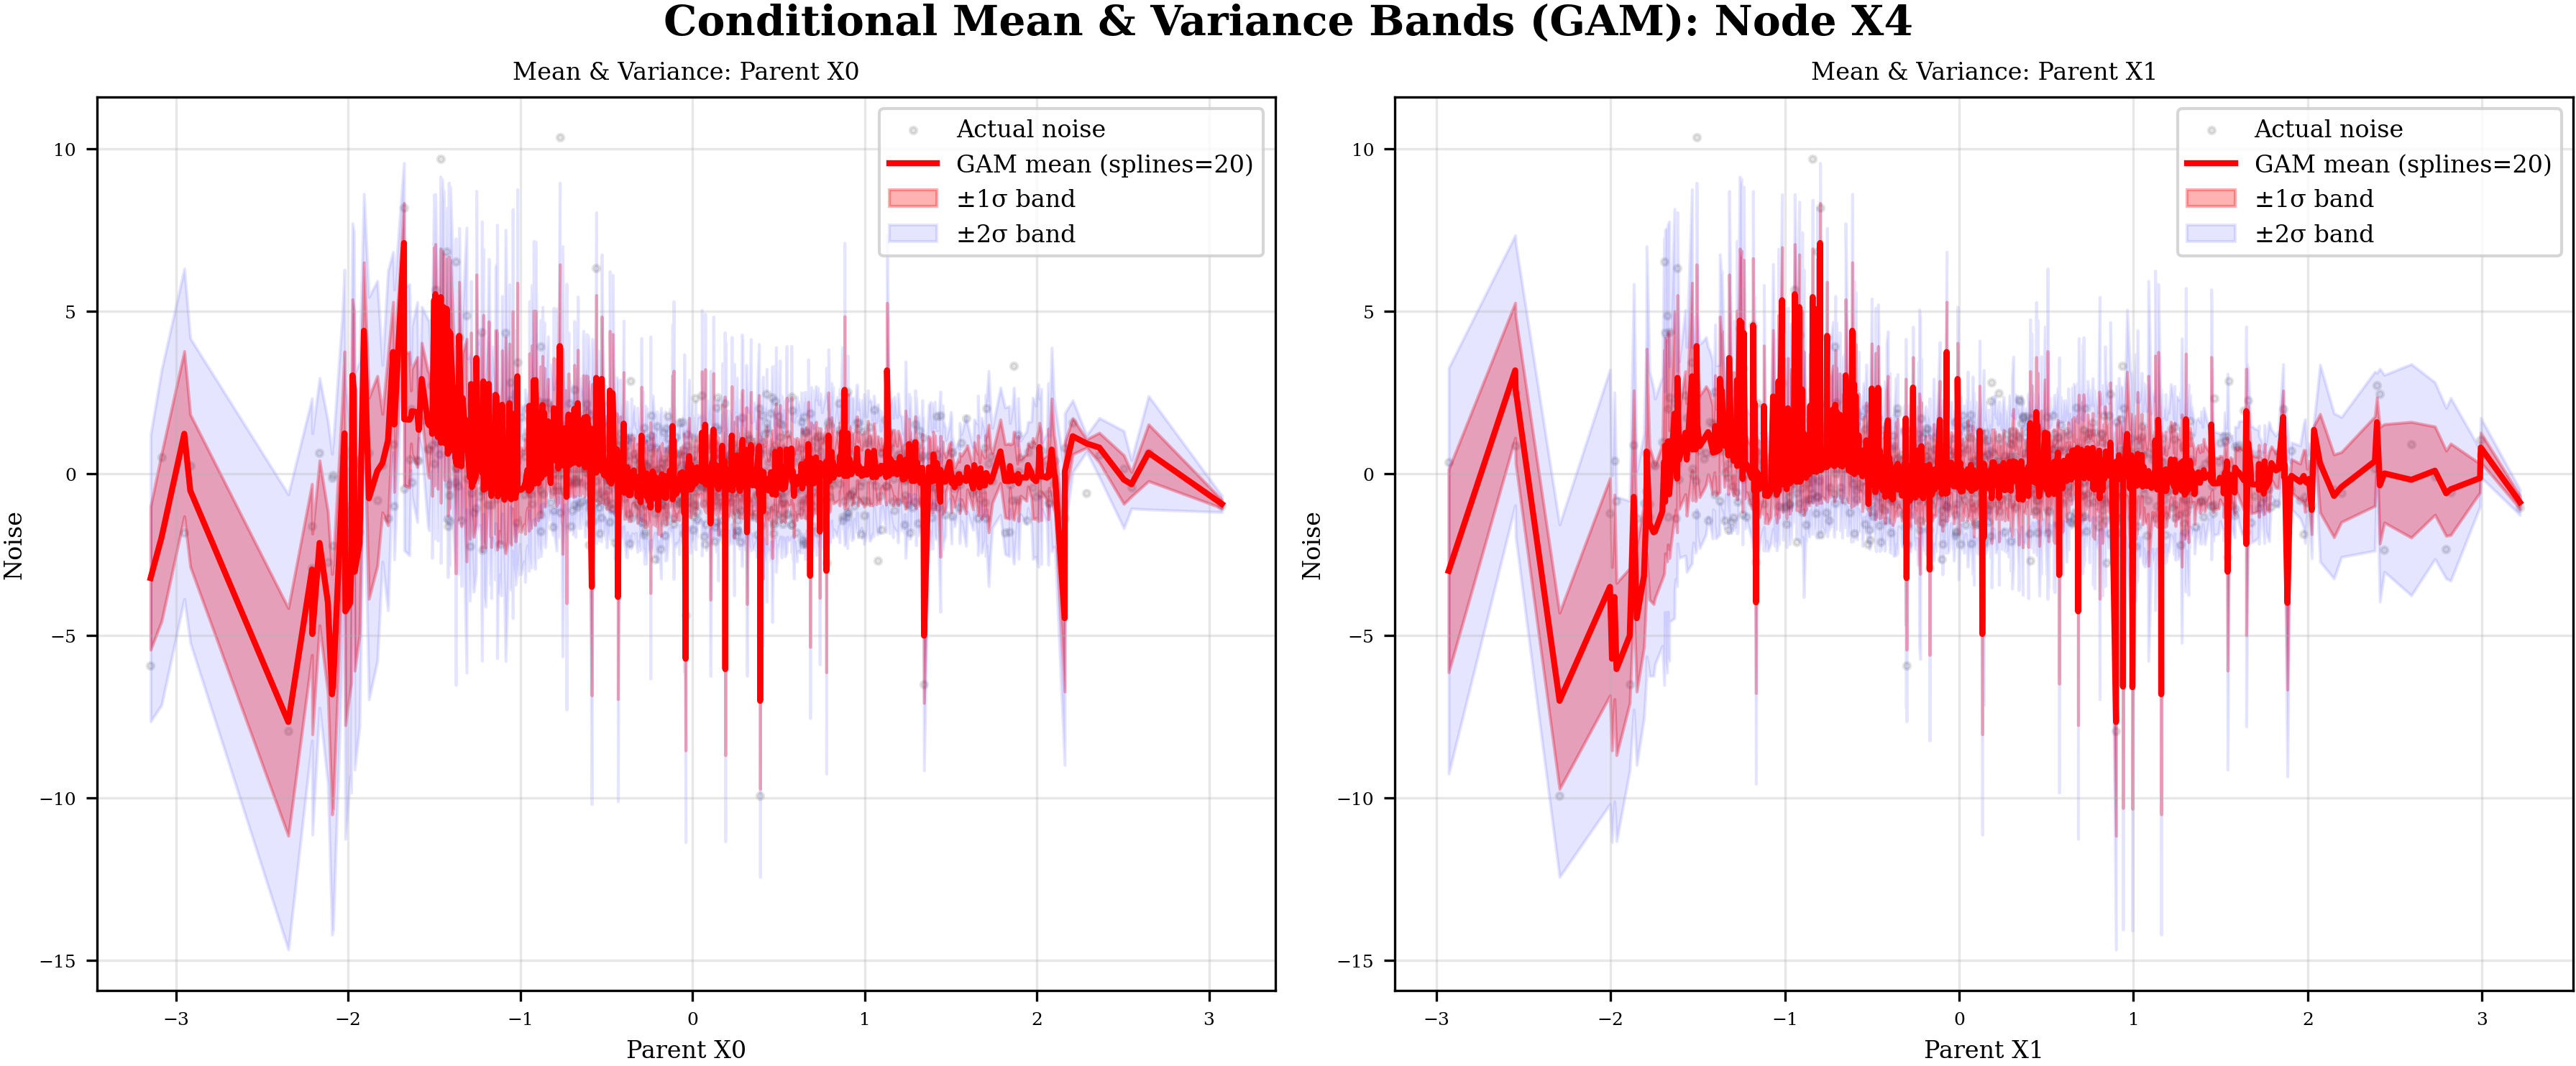 Conditional Mean & Variance Bands (GAM): Node X4
Mean & Variance: Parent X0
Noise
10
5
0
−5
−10
−15
−3
−2
−1
0
1
2
3
Parent X0
Actual noise
GAM mean (splines=20)
±1σ band
±2σ band
Mean & Variance: Parent X1
Noise
10
5
0
−5
−10
−15
−3
−2
−1
0
1
2
3
Parent X1
Actual noise
GAM mean (splines=20)
±1σ band
±2σ band